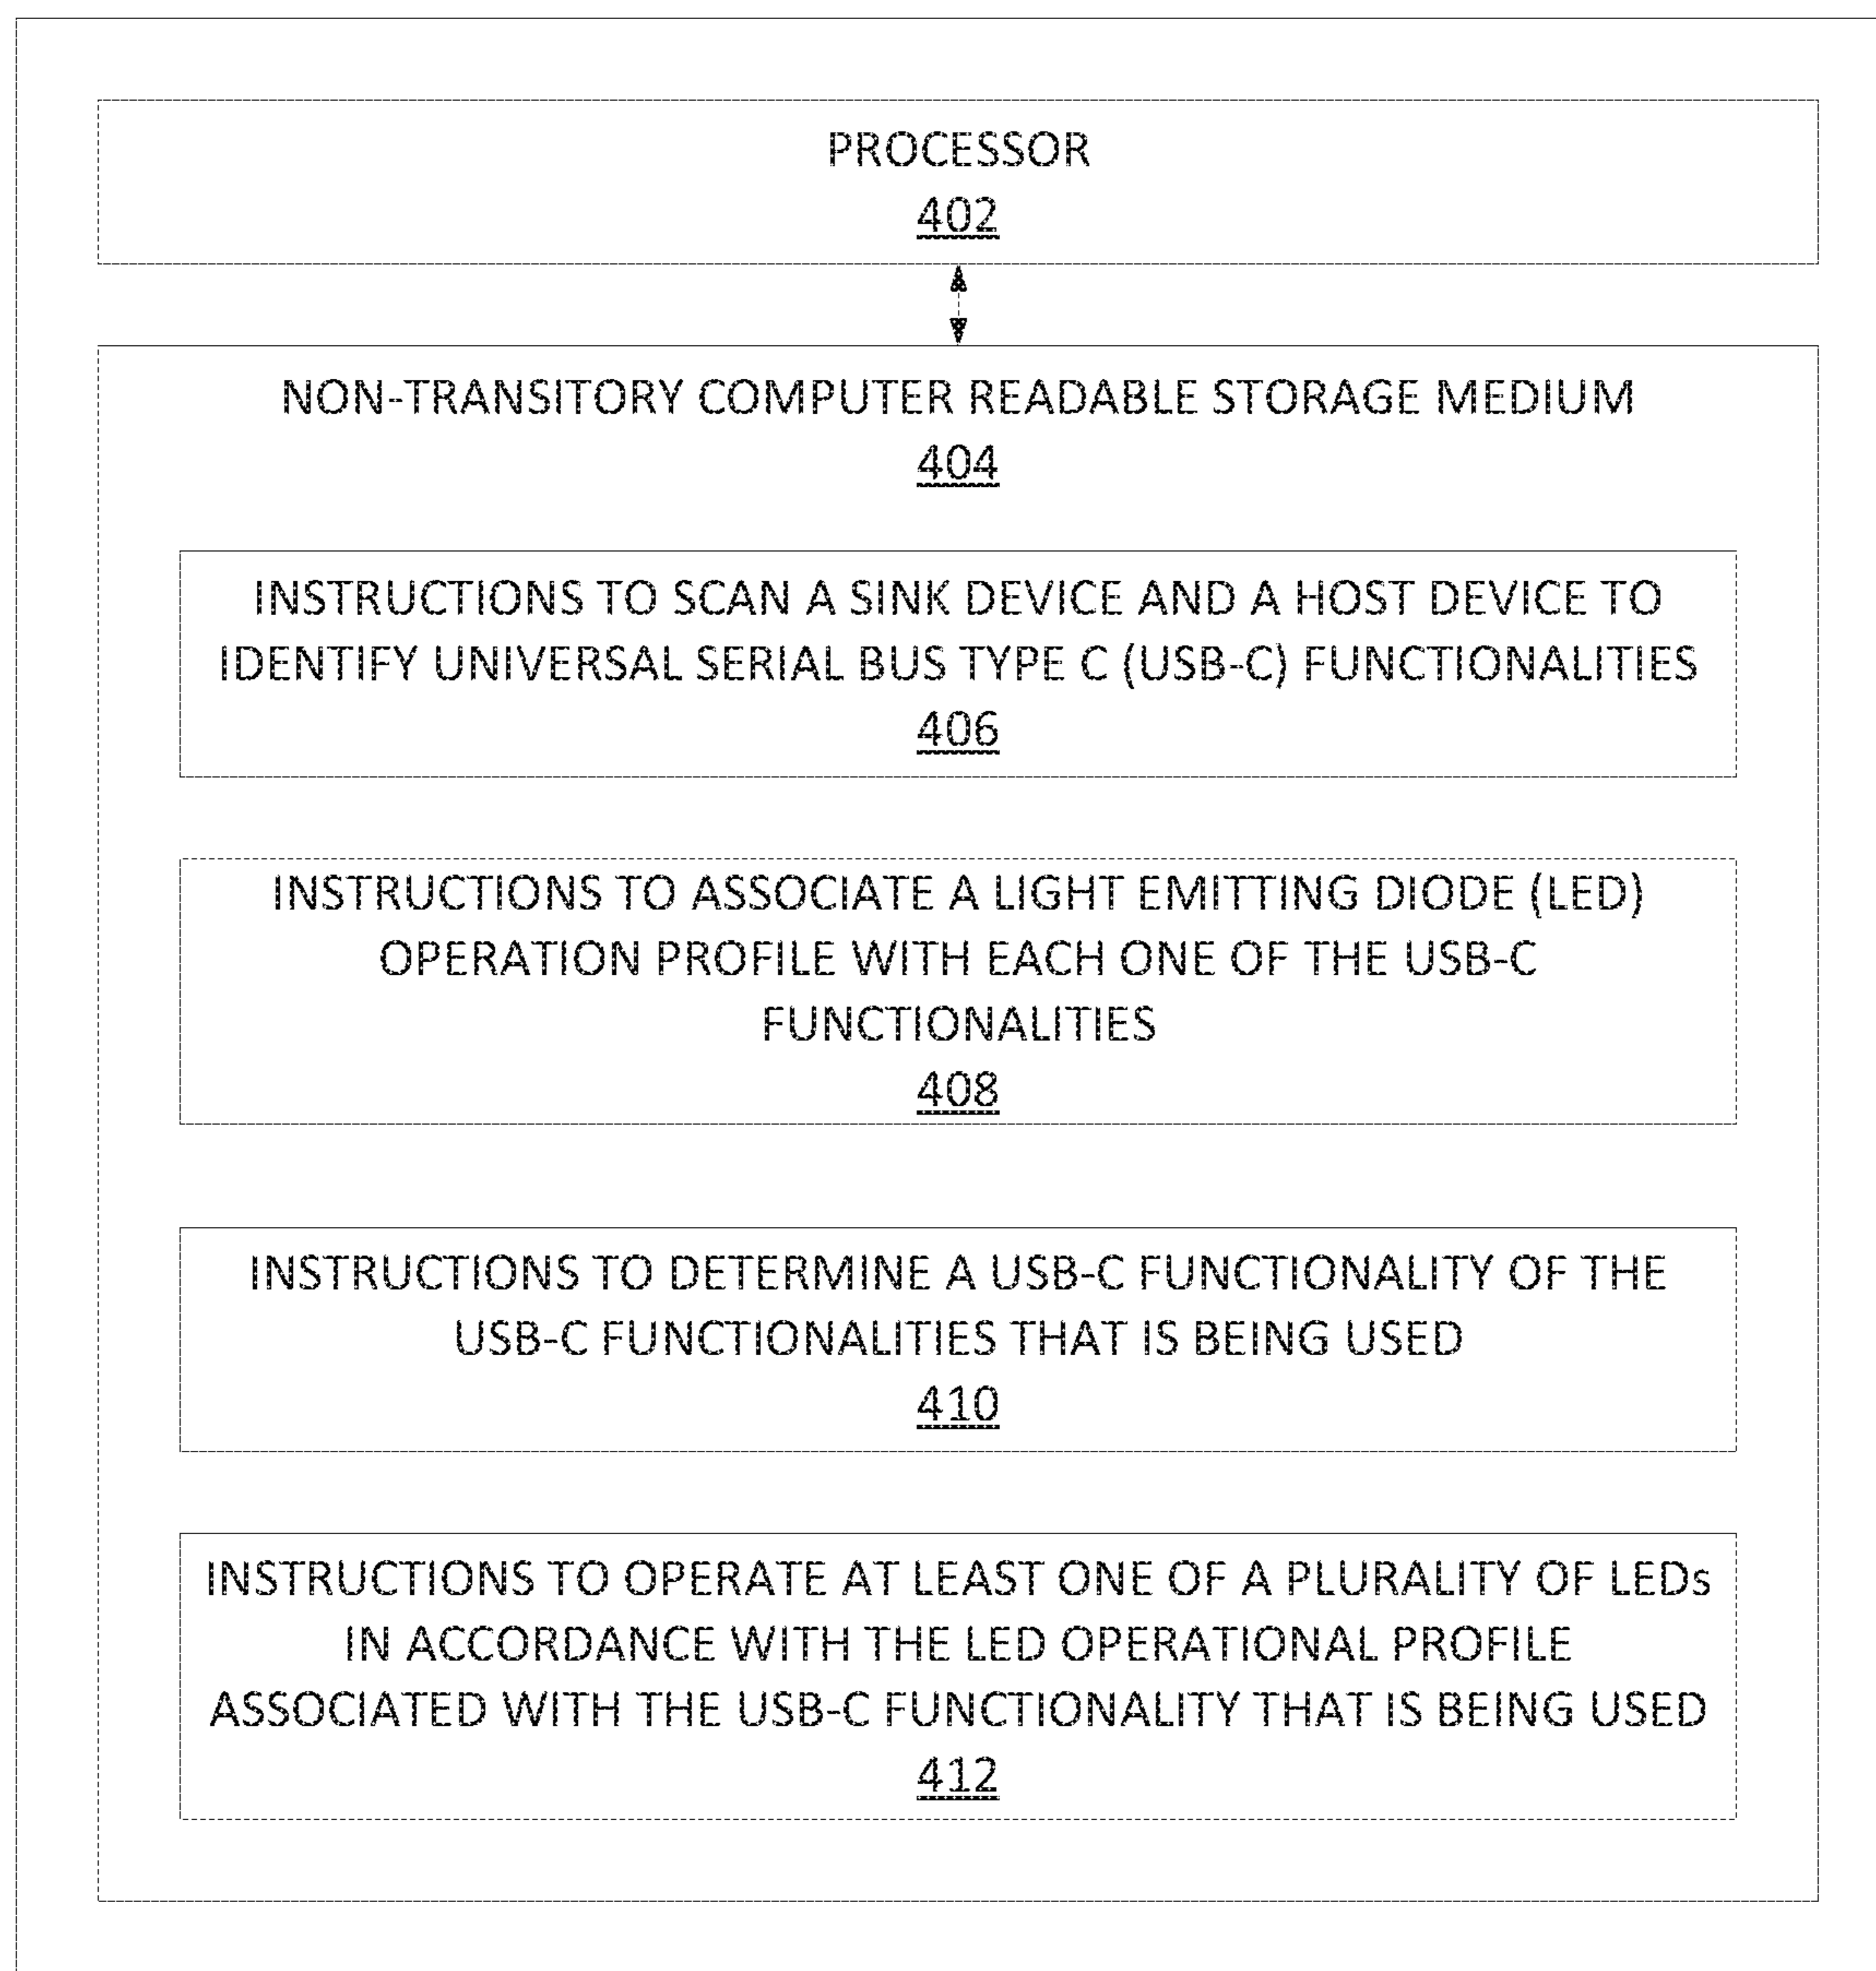 PROCESSOR
402
NON-TRANSITORY COMPUTER READABLE STORAGE MEDIUM
404
INSTRUCTIONS TO SCAN A SINK DEVICE AND A HOST DEVICE TO
IDENTIFY UNIVERSAL SERIAL BUS TYPE C (USB-C) FUNCTIONALITIES
406
INSTRUCTIONS TO ASSOCIATE A LIGHT EMITTING DIODE (LED)
OPERATION PROFILE WITH EACH ONE OF THE USB-C
FUNCTIONALITIES
408
INSTRUCTIONS TO DETERMINE A USB-C FUNCTIONALITY OF THE
USB-C FUNCTIONALITIES THAT IS BEING USED
410
INSTRUCTIONS TO OPERATE AT LEAST ONE OF A PLURALITY OF LEDs
IN ACCORDANCE WITH THE LED OPERATIONAL PROFILE
ASSOCIATED WITH THE USB-C FUNCTIONALITY THAT IS BEING USED
412